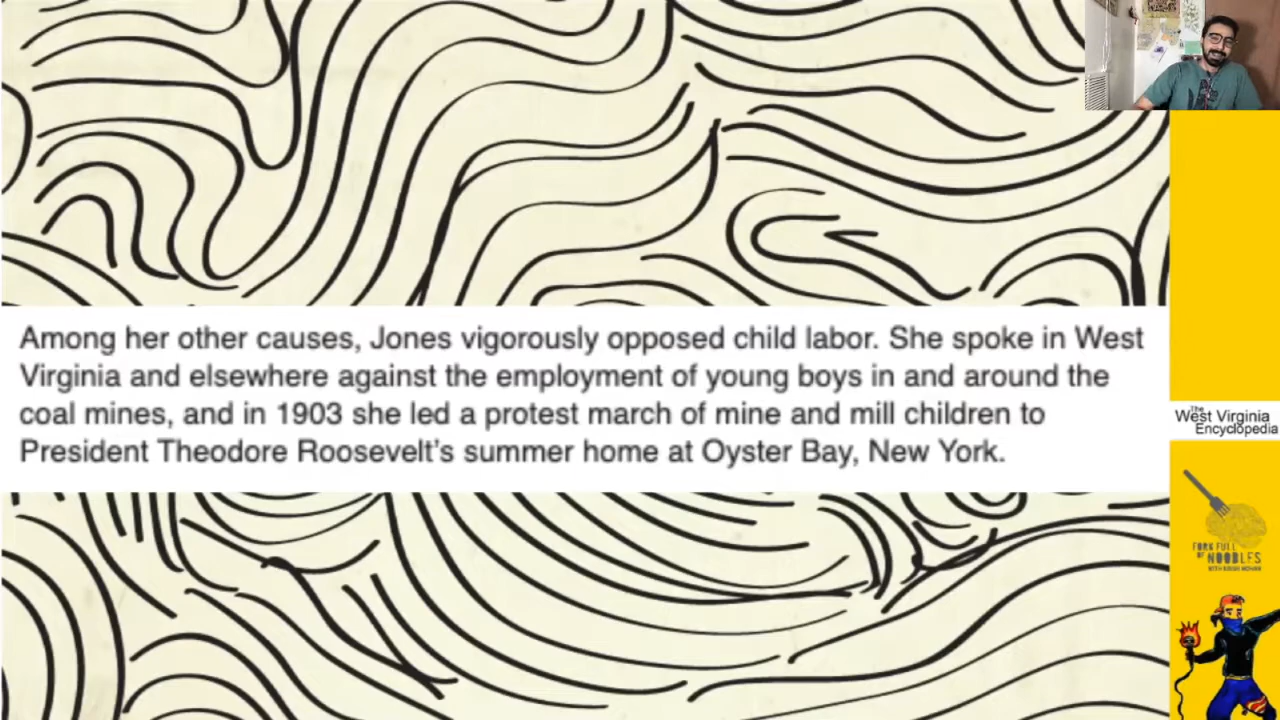 Among her other causes, Jones vigorously opposed child labor. She spoke in West
Virginia and elsewhere against the employment of young boys in and around the
coal mines, and in 1903 she led a protest march of mine and mill children to
President Theodore Roosevelt's summer home at Oyster Bay, New York.
The
West Virginia
Encyclopedia
FORK FULL
OF NOODLES